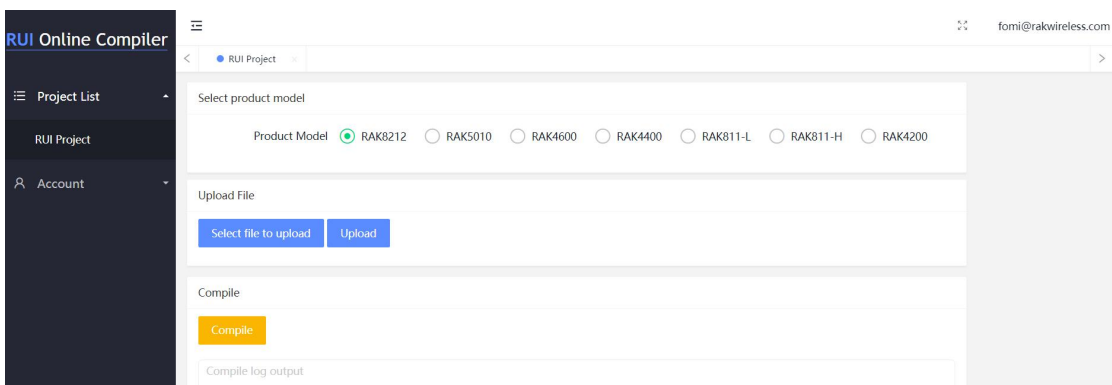 RUI Online Compiler
fomi@rakwireless.com
RUI Project
Project List
RUI Project
Account
Select product model
Product Model RAK8212 RAK5010 RAK4600 RAK4400 RAK811-L RAK811-H RAK4200
Upload File
Select file to upload Upload
Compile
Compile
Compile log output